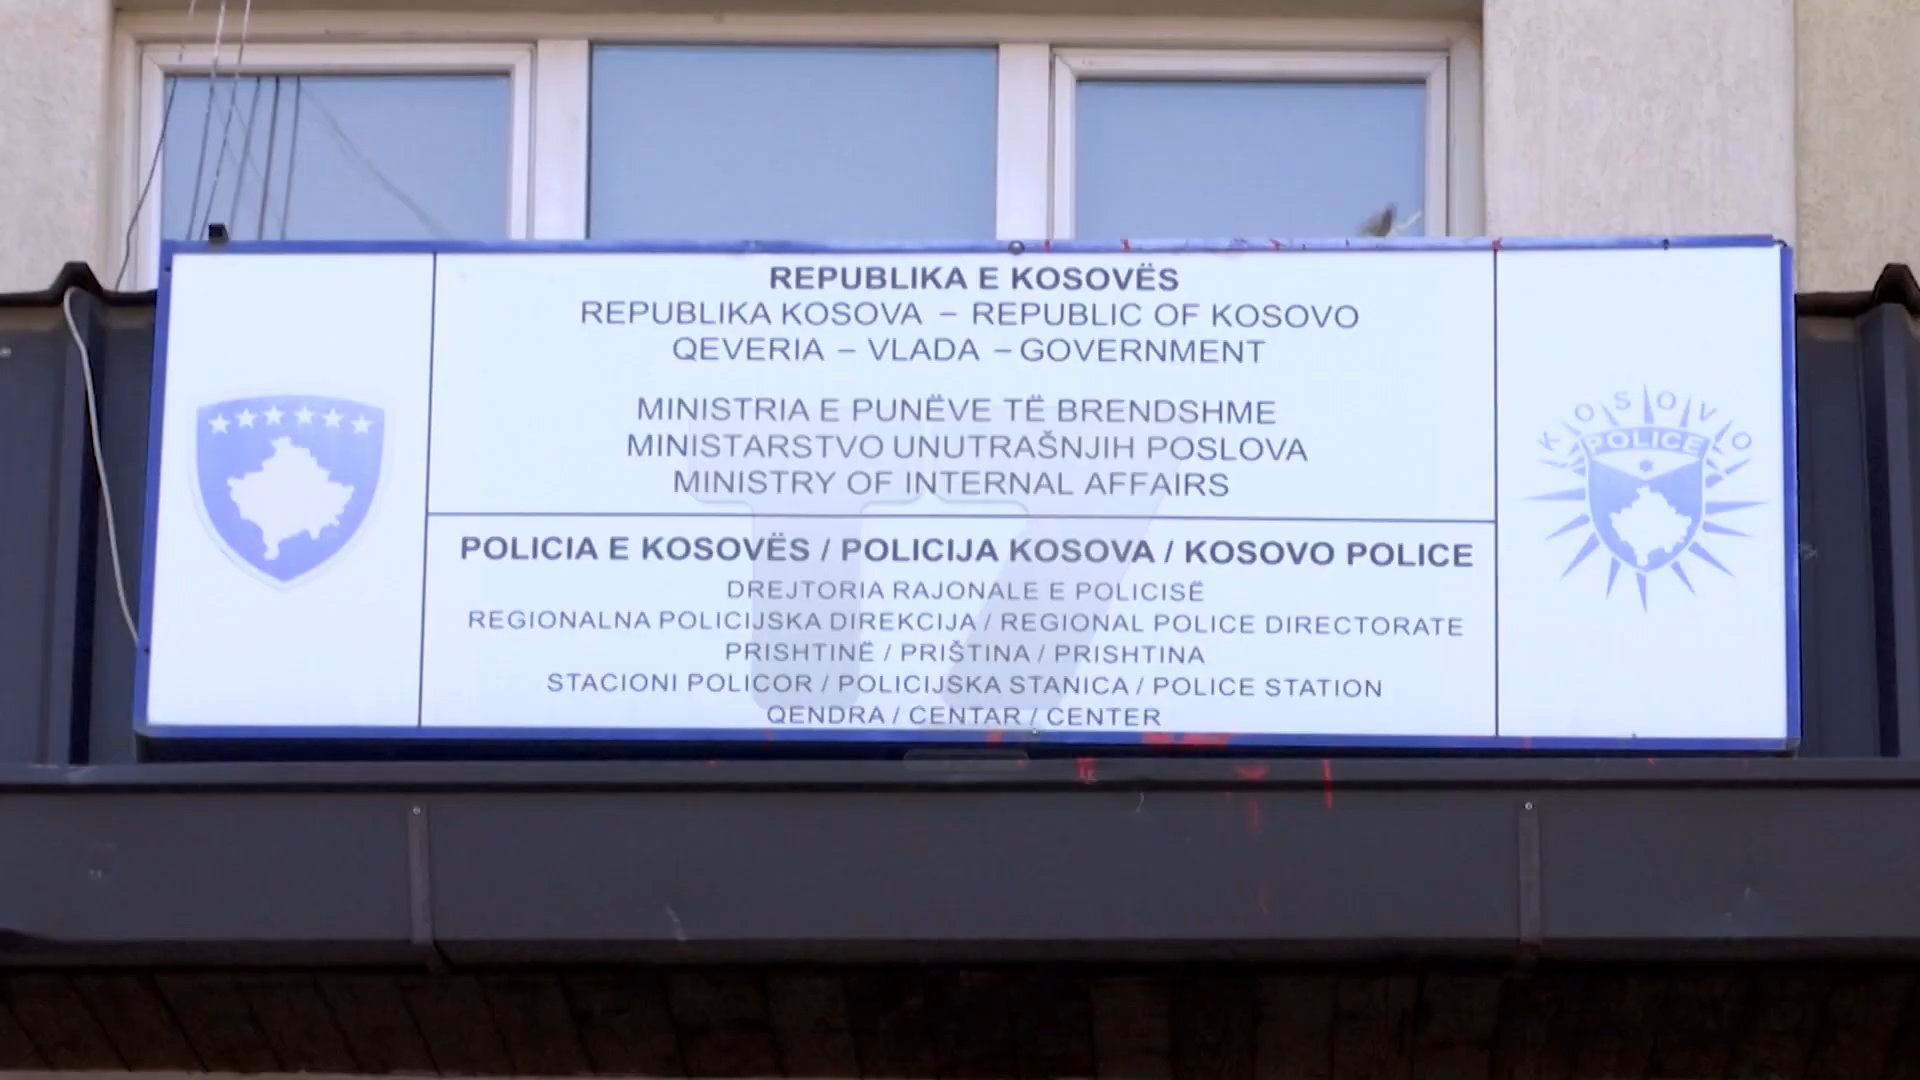 REPUBLIKA E KOSOVËS
REPUBLIKA KOSOVA – REPUBLIC OF KOSOVO
QEVERIA – VLADA – GOVERNMENT
MINISTRIA E PUNËVE TË BRENDSHME
MINISTARSTVO UNUTRAŠNJIH POSLOVA
MINISTRY OF INTERNAL AFFAIRS
POLICIA E KOSOVËS / POLICIJA KOSOVA / KOSOVO POLICE
DREJTORIA RAJONALE E POLICISË
REGIONALNA POLICIJSKA DIREKCIJA / REGIONAL POLICE DIRECTORATE
PRISHTINË / PRIŠTINA / PRISHTINA
STACIONI POLICOR / POLICIJSKA STANICA / POLICE STATION
QENDRA / CENTAR / CENTER
KOSOVO
POLICE
T7